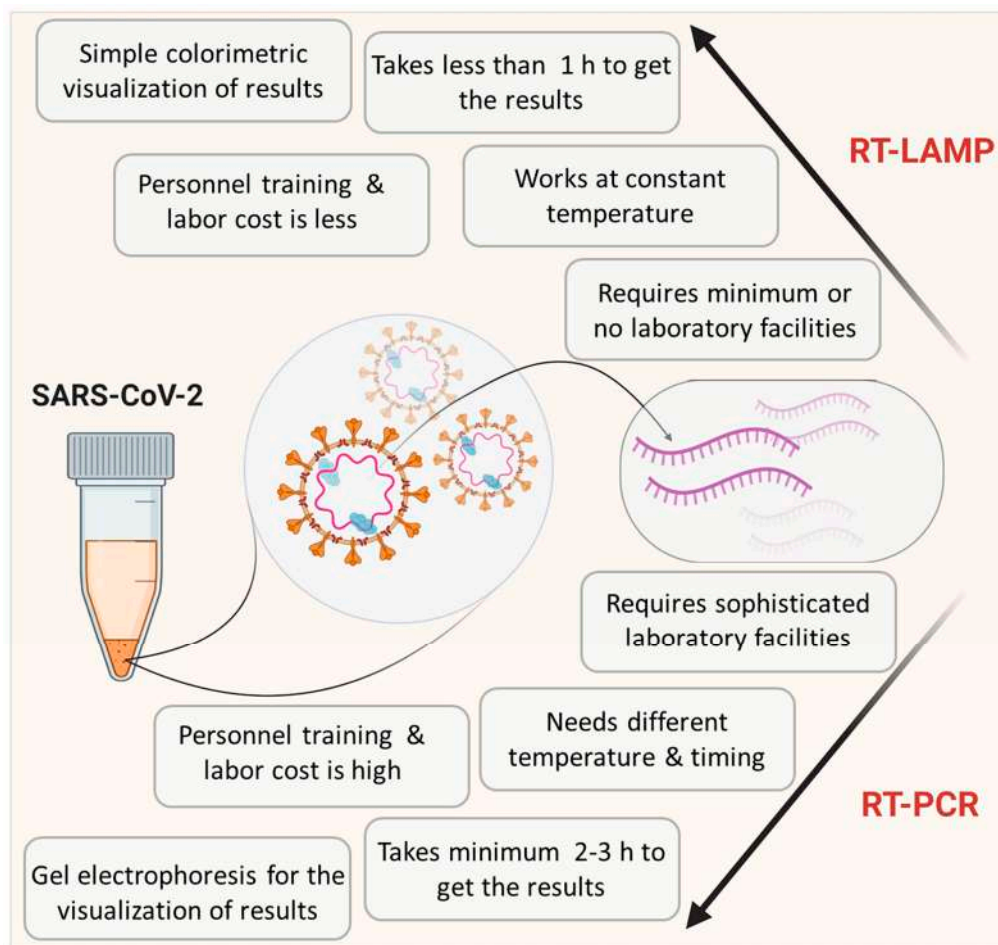 Simple colorimetric
visualization of results
Takes less than 1 h to get
the results
RT-LAMP
Personnel training &
labor cost is less
Works at constant
temperature
Requires minimum or
no laboratory facilities
SARS-CoV-2
Requires sophisticated
laboratory facilities
Personnel training &
labor cost is high
Needs different
temperature & timing
RT-PCR
Gel electrophoresis for the
visualization of results
Takes minimum 2-3 h to
get the results